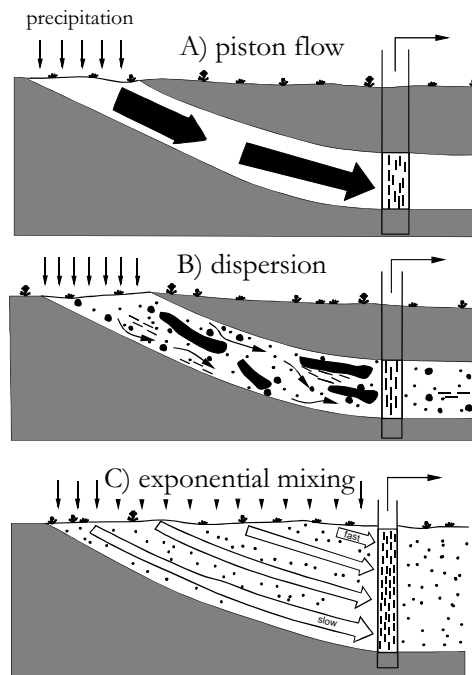 precipitation
A) piston flow
B) dispersion
C) exponential mixing
fast
slow